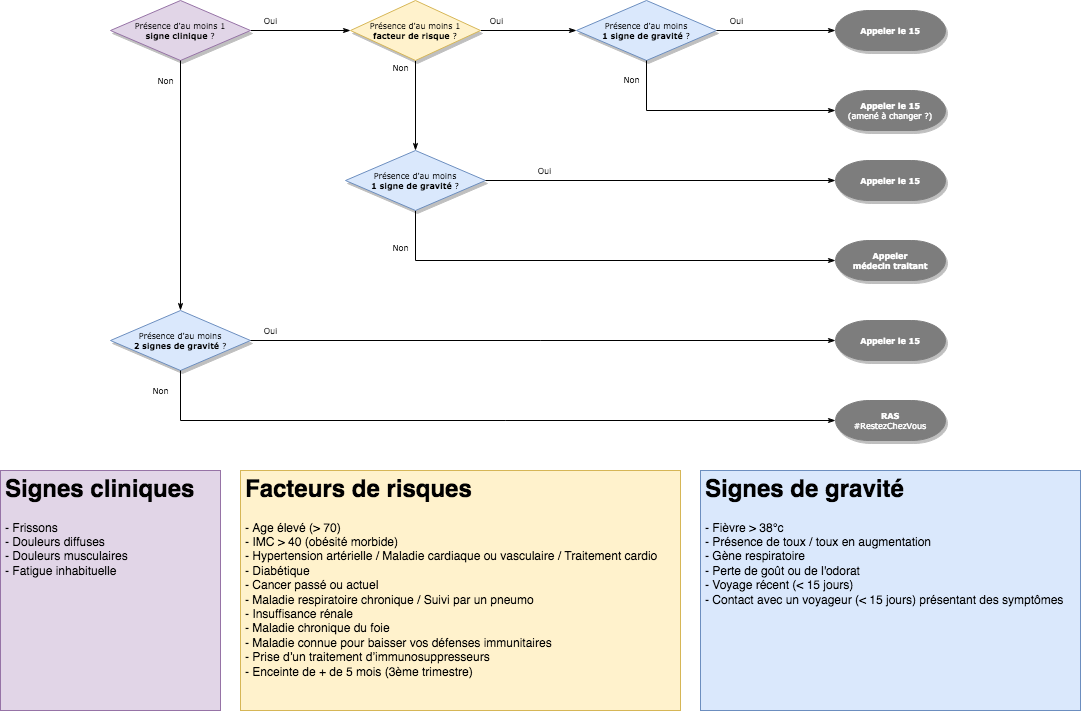 Présence d'au moins 1
signe clinique ?
Oui
Présence d'au moins 1
facteur de risque ?
Oui
Présence d'au moins
1 signe de gravité ?
Oui
Appeler le 15
Non
Non
Non
Appeler le 15
(amené à changer ?)
Présence d'au moins
1 signe de gravité ?
Oui
Appeler le 15
Non
Appeler
médecin traitant
Présence d'au moins
2 signes de gravité ?
Oui
Appeler le 15
Non
RAS
#RestezChezVous
Signes cliniques
- Frissons
- Douleurs diffuses
- Douleurs musculaires
- Fatigue inhabituelle
Facteurs de risques
- Age élevé (> 70)
- IMC > 40 (obésité morbide)
- Hypertension artérielle / Maladie cardiaque ou vasculaire / Traitement cardio
- Diabétique
- Cancer passé ou actuel
- Maladie respiratoire chronique / Suivi par un pneumo
- Insuffisance rénale
- Maladie chronique du foie
- Maladie connue pour baisser vos défenses immunitaires
- Prise d'un traitement d'immunosuppresseurs
- Enceinte de + de 5 mois (3ème trimestre)
Signes de gravité
- Fièvre > 38°c
- Présence de toux / toux en augmentation
- Gène respiratoire
- Perte de goût ou de l'odorat
- Voyage récent (< 15 jours)
- Contact avec un voyageur (< 15 jours) présentant des symptômes